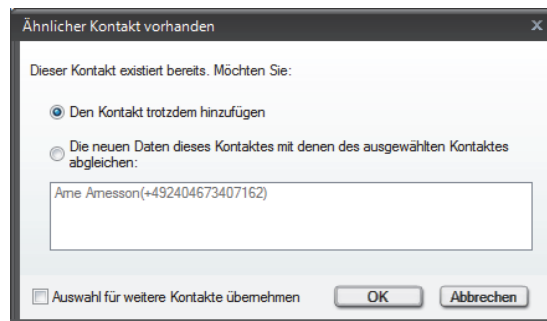 Ähnlicher Kontakt vorhanden
Dieser Kontakt existiert bereits. Möchten Sie:
Den Kontakt trotzdem hinzufügen
Die neuen Daten dieses Kontaktes mit denen des ausgewählten Kontaktes
abgleichen:
Arne Arnesson(+492404673407162)
Auswahl für weitere Kontakte übernehmen OK Abbrechen